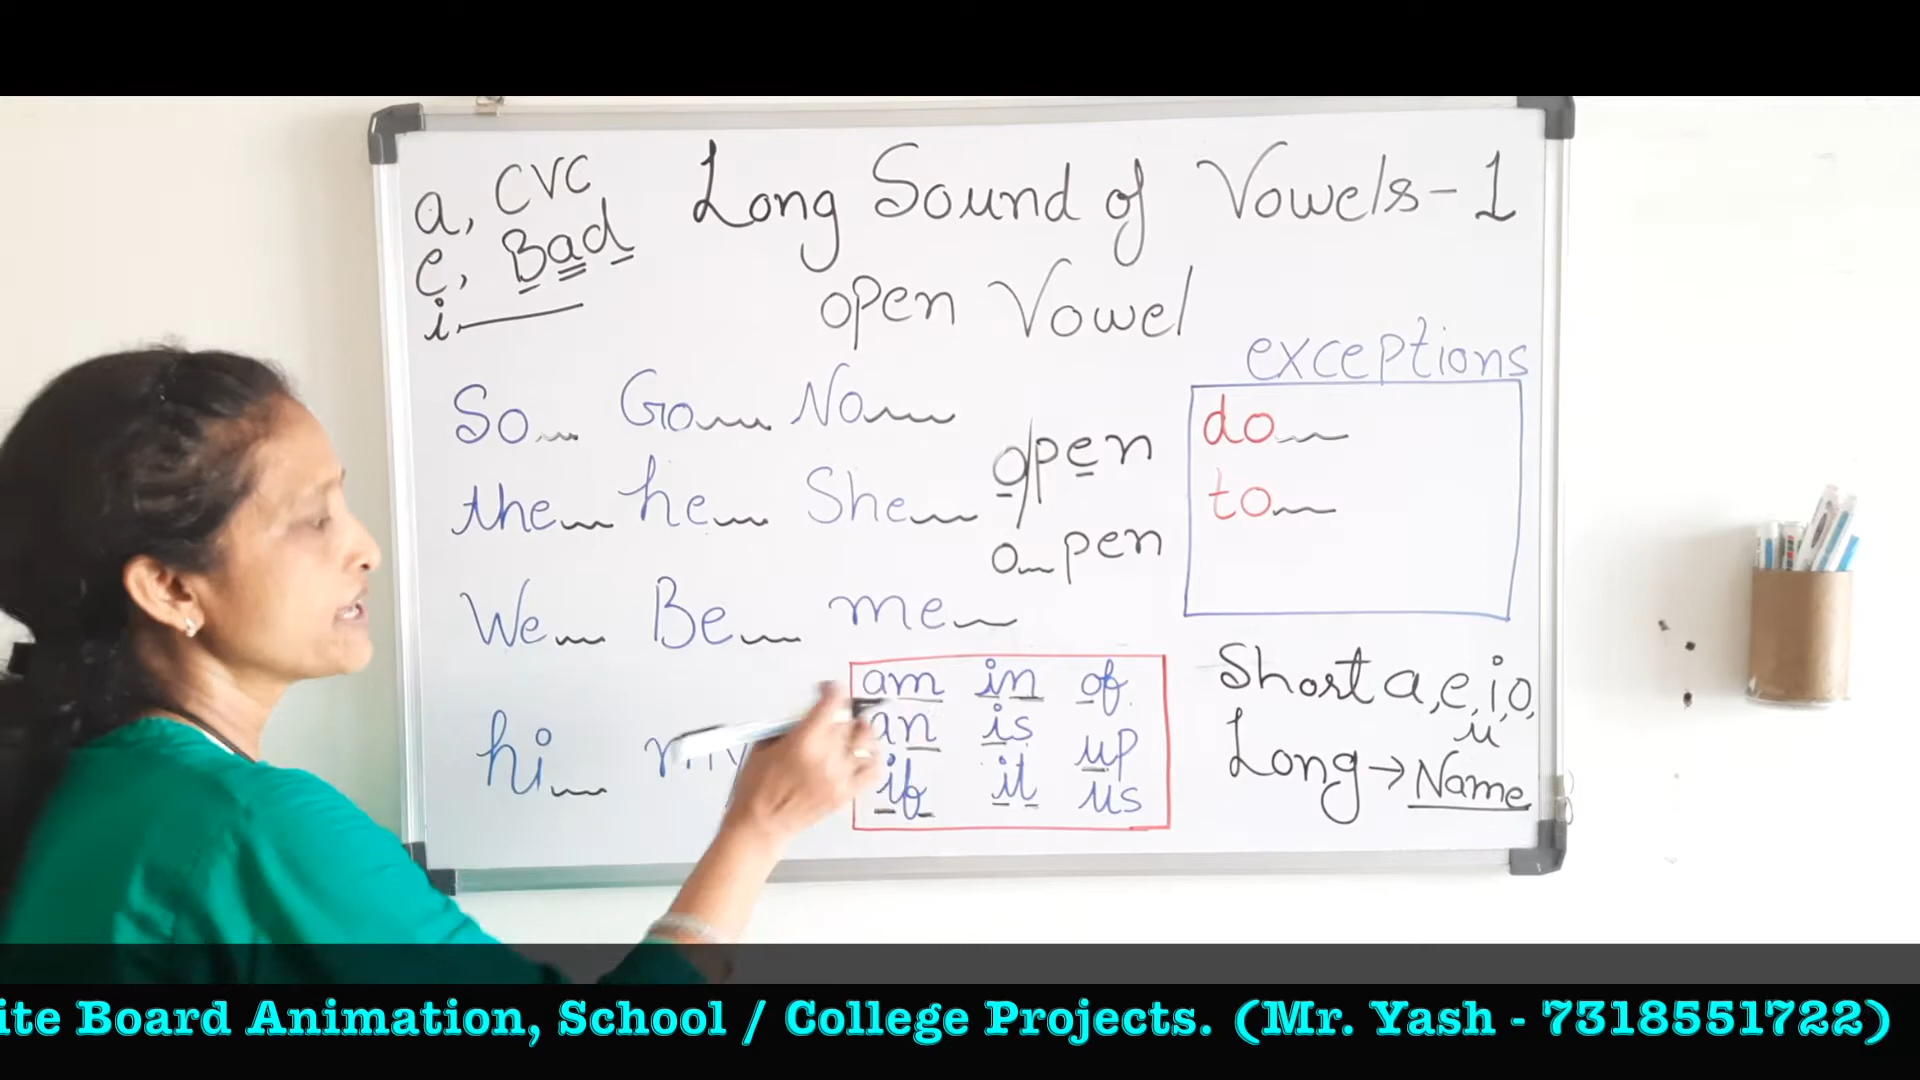 a, CVC
e, Bad
i,
Long Sound of Vowels-1
open Vowel
So Go No
the he She
We Be me
hi my
open
o pen
exceptions
do
to
am in of
an is up
if it us
Short a, e, i, o,
u
Long → Name
ite Board Animation, School / College Projects. (Mr. Yash - 7318551722)